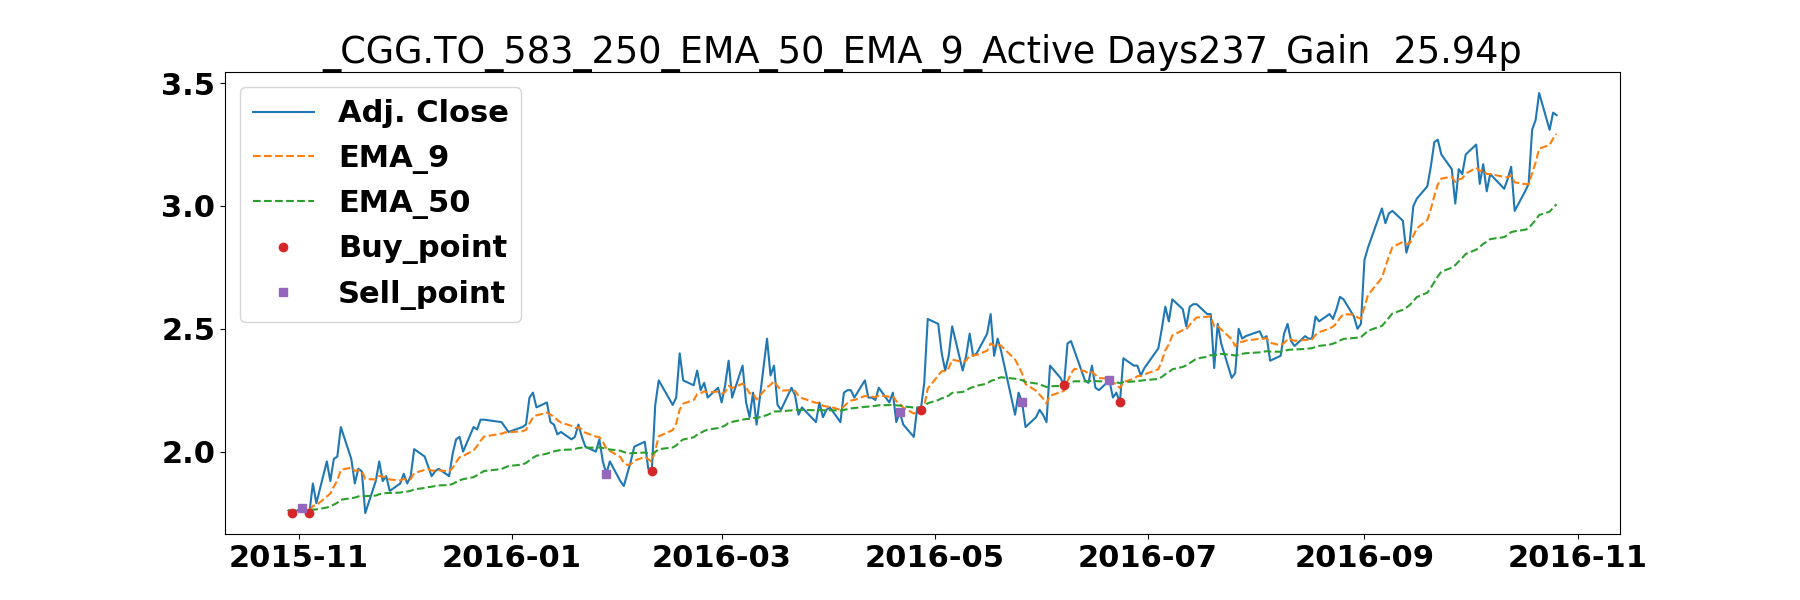 _CGG.TO_583_250_EMA_50_EMA_9_Active Days237_Gain  25.94p
3.5
3.0
2.5
2.0
Adj. Close
EMA_9
EMA_50
Buy_point
Sell_point
2015-11 2016-01 2016-03 2016-05 2016-07 2016-09 2016-11